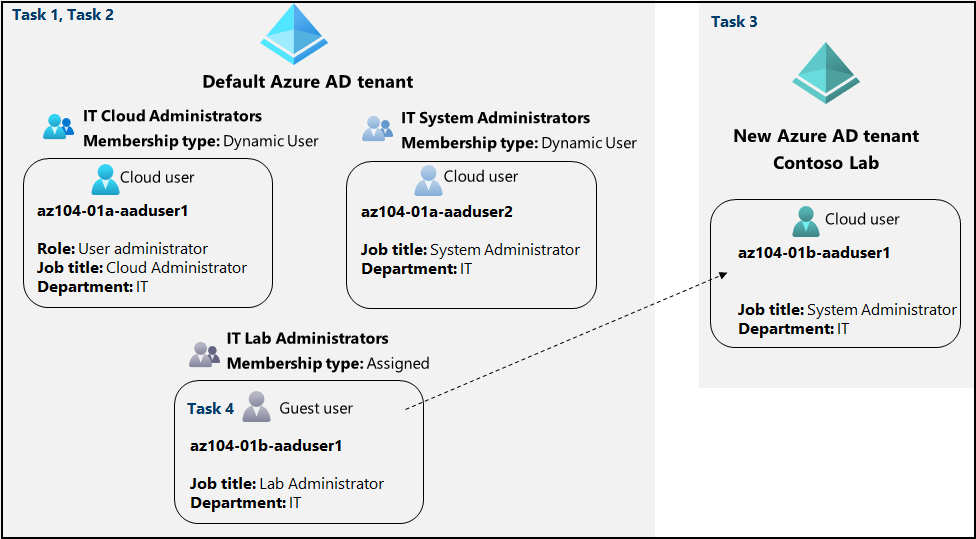 Task 1, Task 2
Default Azure AD tenant
IT Cloud Administrators
Membership type: Dynamic User
Cloud user
az104-01a-aaduser1
Role: User administrator
Job title: Cloud Administrator
Department: IT
IT System Administrators
Membership type: Dynamic User
Cloud user
az104-01a-aaduser2
Job title: System Administrator
Department: IT
IT Lab Administrators
Membership type: Assigned
Task 4
Guest user
az104-01b-aaduser1
Job title: Lab Administrator
Department: IT
Task 3
New Azure AD tenant
Contoso Lab
Cloud user
az104-01b-aaduser1
Job title: System Administrator
Department: IT